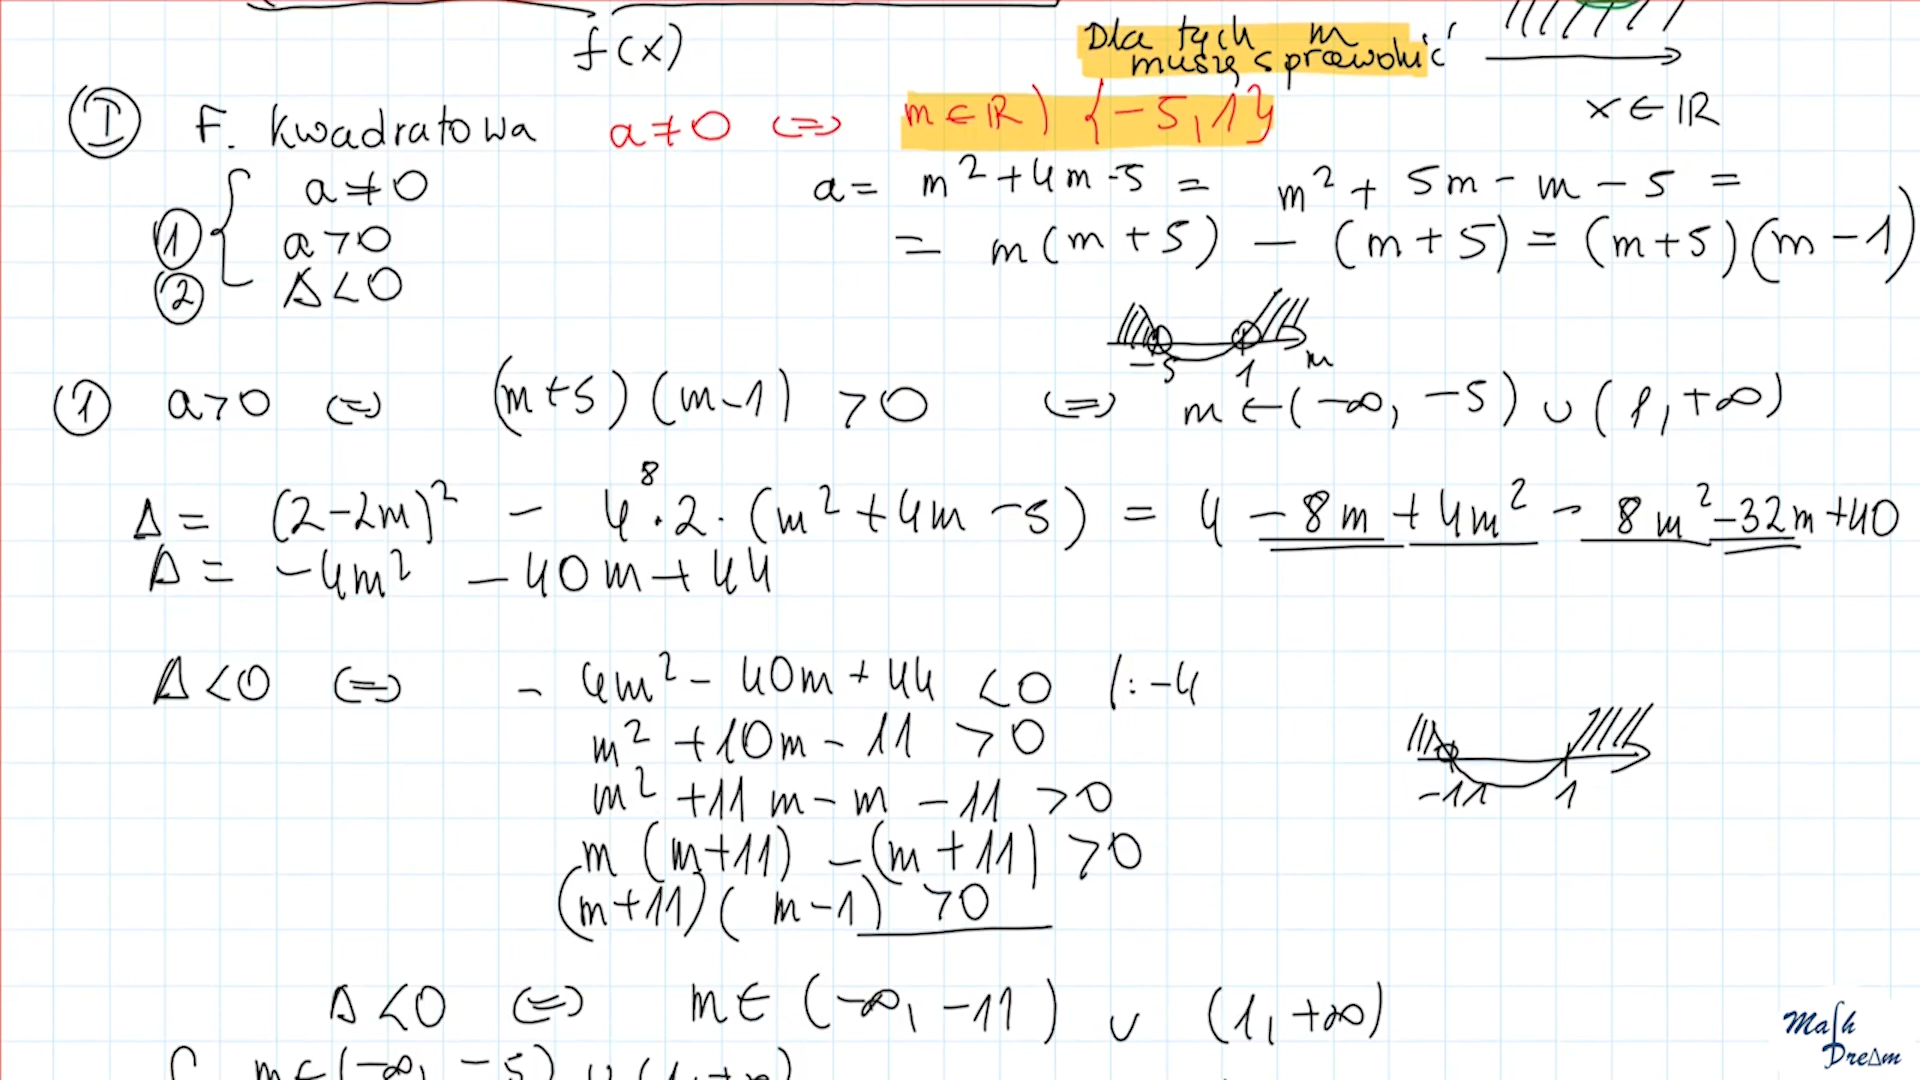 f(x)
Dla tych m
muszę sprawdzić
x ∈ ℝ
Ⅰ F. kwadratowa a≠0 ⇔ m∈ℝ \ {-5,1}
a≠0
① a>0
② Δ<0
a = m² + 4m - 5 = m² + 5m - m - 5 =
= m(m+5) - (m+5) = (m+5)(m-1)
-5 1 m
① a>0 ⇔ (m+5)(m-1) >0 ⇔ m∈(-∞, -5) ∪ (1, +∞)
8
Δ = (2-2m)² - 4·2·(m²+4m-5) = 4 - 8m + 4m² - 8m² - 32m + 40
Δ = -4m² - 40m + 44
Δ<0 ⇔ - 4m² - 40m + 44 <0 /: -4
m² + 10m - 11 >0
m² + 11m - m - 11 >0
m(m+11) - (m+11) >0
(m+11)(m-1) >0
-11 1
Δ<0 ⇔ m∈ (-∞, -11) ∪ (1, +∞)
m∈(-∞, -5) ∪ (1, +∞)
Math
Dream